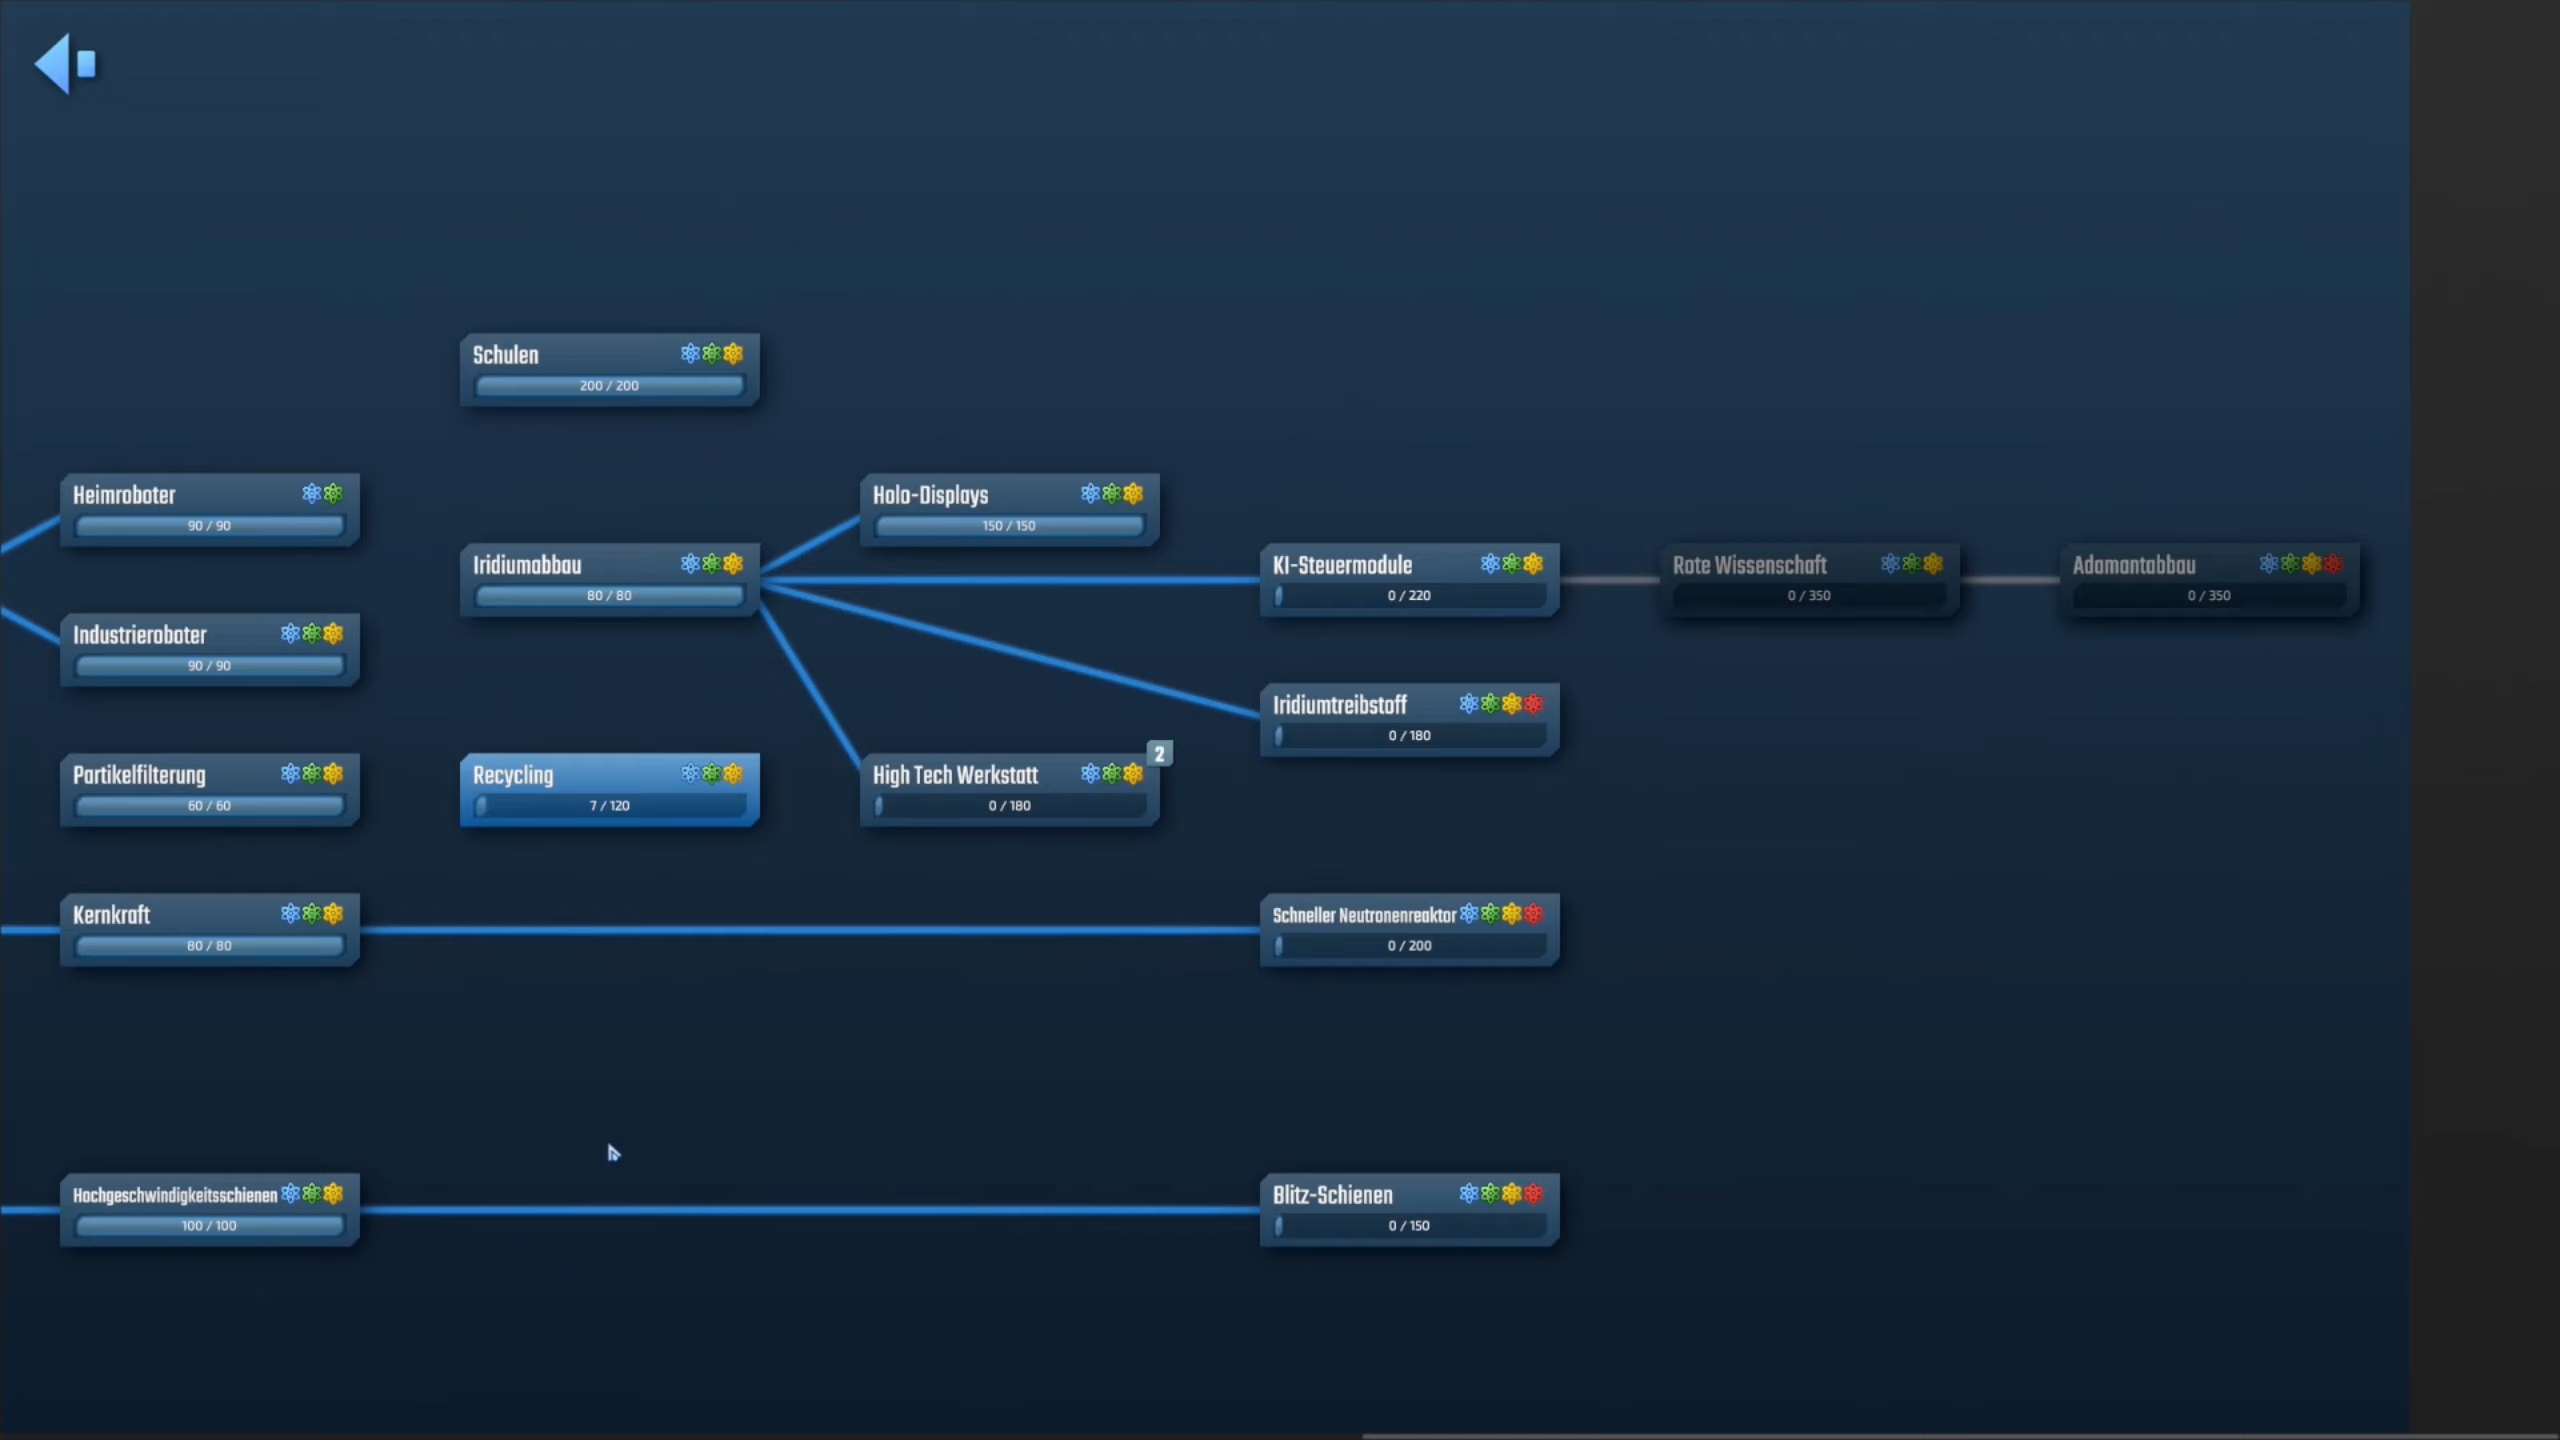 Schulen
200 / 200
Heimroboter
90 / 90
Holo-Displays
150 / 150
Iridiumabbau
80 / 80
KI-Steuermodule
0 / 220
Rote Wissenschaft
0 / 350
Adamantabbau
0 / 350
Industrieroboter
90 / 90
Iridiumtreibstoff
0 / 180
Partikelfilterung
60 / 60
Recycling
7 / 120
High Tech Werkstatt
2
0 / 180
Kernkraft
80 / 80
Schneller Neutronenreaktor
0 / 200
Hochgeschwindigkeitsschienen
100 / 100
Blitz-Schienen
0 / 150